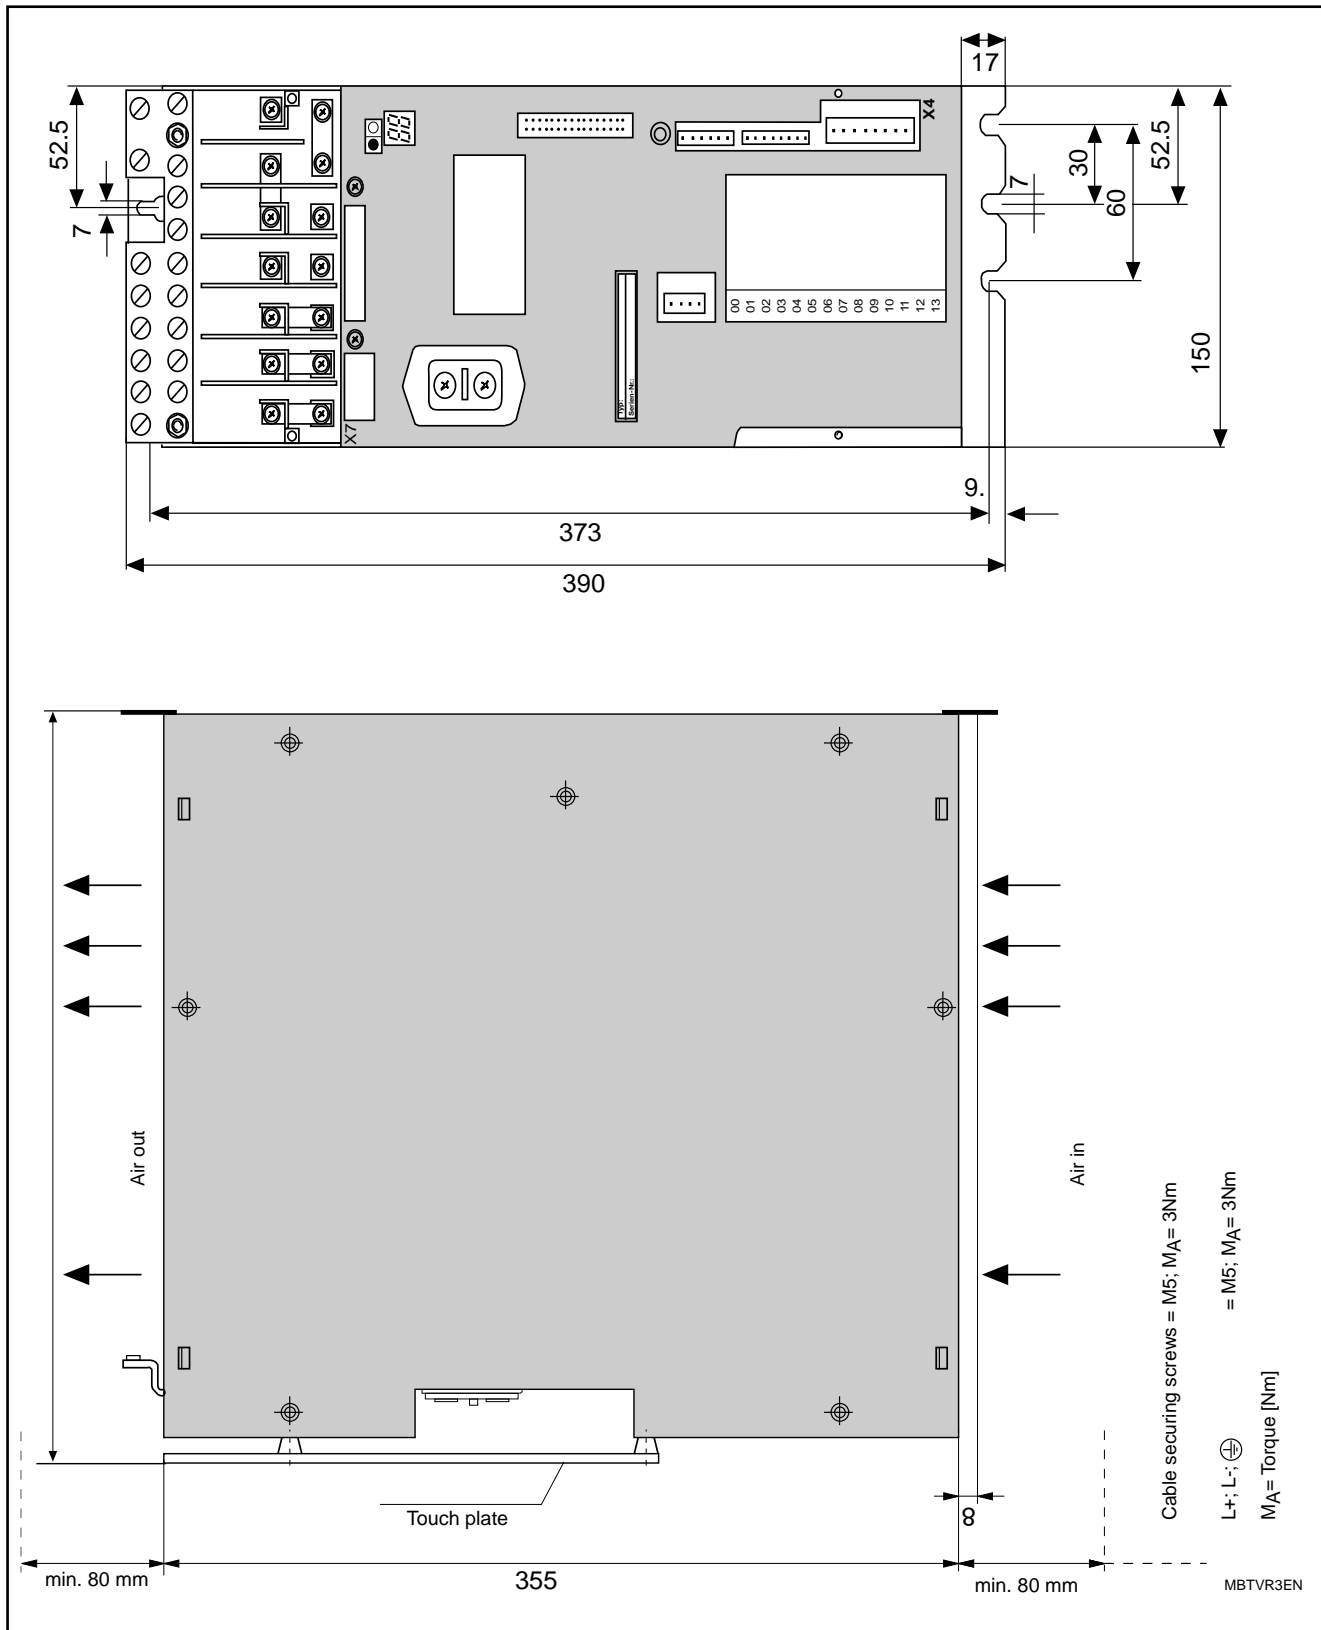 17
52.5
7
X4
30
7
60
52.5
150
00
01
02
03
04
05
06
07
08
09
10
11
12
13
Typ:
Serien-Nr.:
X7
9.
373
390
Air out
Air in
Cable securing screws = M5; MA= 3Nm
L+; L-; = M5; MA= 3Nm
MA= Torque [Nm]
Touch plate
8
min. 80 mm
355
min. 80 mm
MBTVR3EN